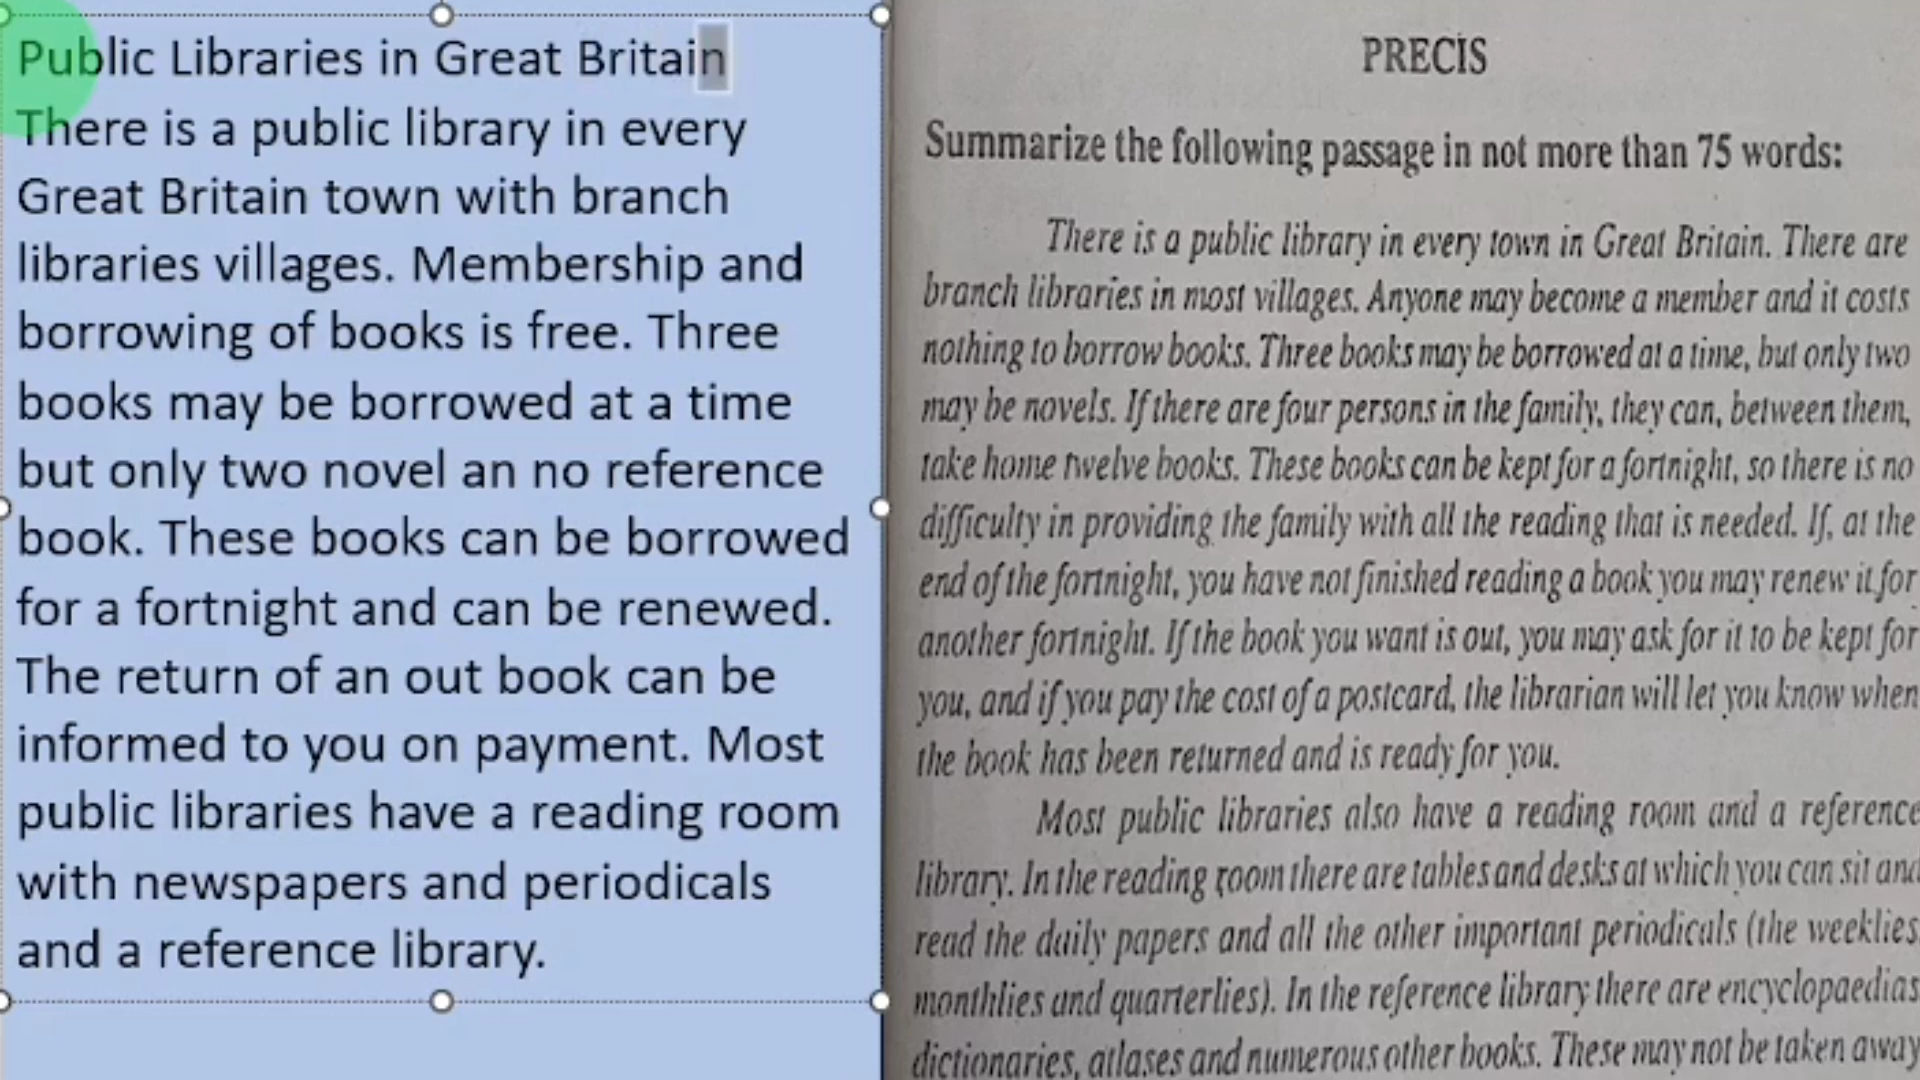 Public Libraries in Great Britain
There is a public library in every
Great Britain town with branch
libraries villages. Membership and
borrowing of books is free. Three
books may be borrowed at a time
but only two novel an no reference
book. These books can be borrowed
for a fortnight and can be renewed.
The return of an out book can be
informed to you on payment. Most
public libraries have a reading room
with newspapers and periodicals
and a reference library.
PRECIS
Summarize the following passage in not more than 75 words:
There is a public library in every town in Great Britain. There are
branch libraries in most villages. Anyone may become a member and it costs
nothing to borrow books. Three books may be borrowed at a time, but only two
may be novels. If there are four persons in the family, they can, between them,
take home twelve books. These books can be kept for a fortnight, so there is no
difficulty in providing the family with all the reading that is needed. If, at the
end of the fortnight, you have not finished reading a book you may renew it for
another fortnight. If the book you want is out, you may ask for it to be kept for
you, and if you pay the cost of a postcard, the librarian will let you know when
the book has been returned and is ready for you.
Most public libraries also have a reading room and a reference
library. In the reading room there are tables and desks at which you can sit and
read the daily papers and all the other important periodicals (the weeklies,
monthlies and quarterlies). In the reference library there are encyclopaedias
dictionaries, atlases and numerous other books. These may not be taken away